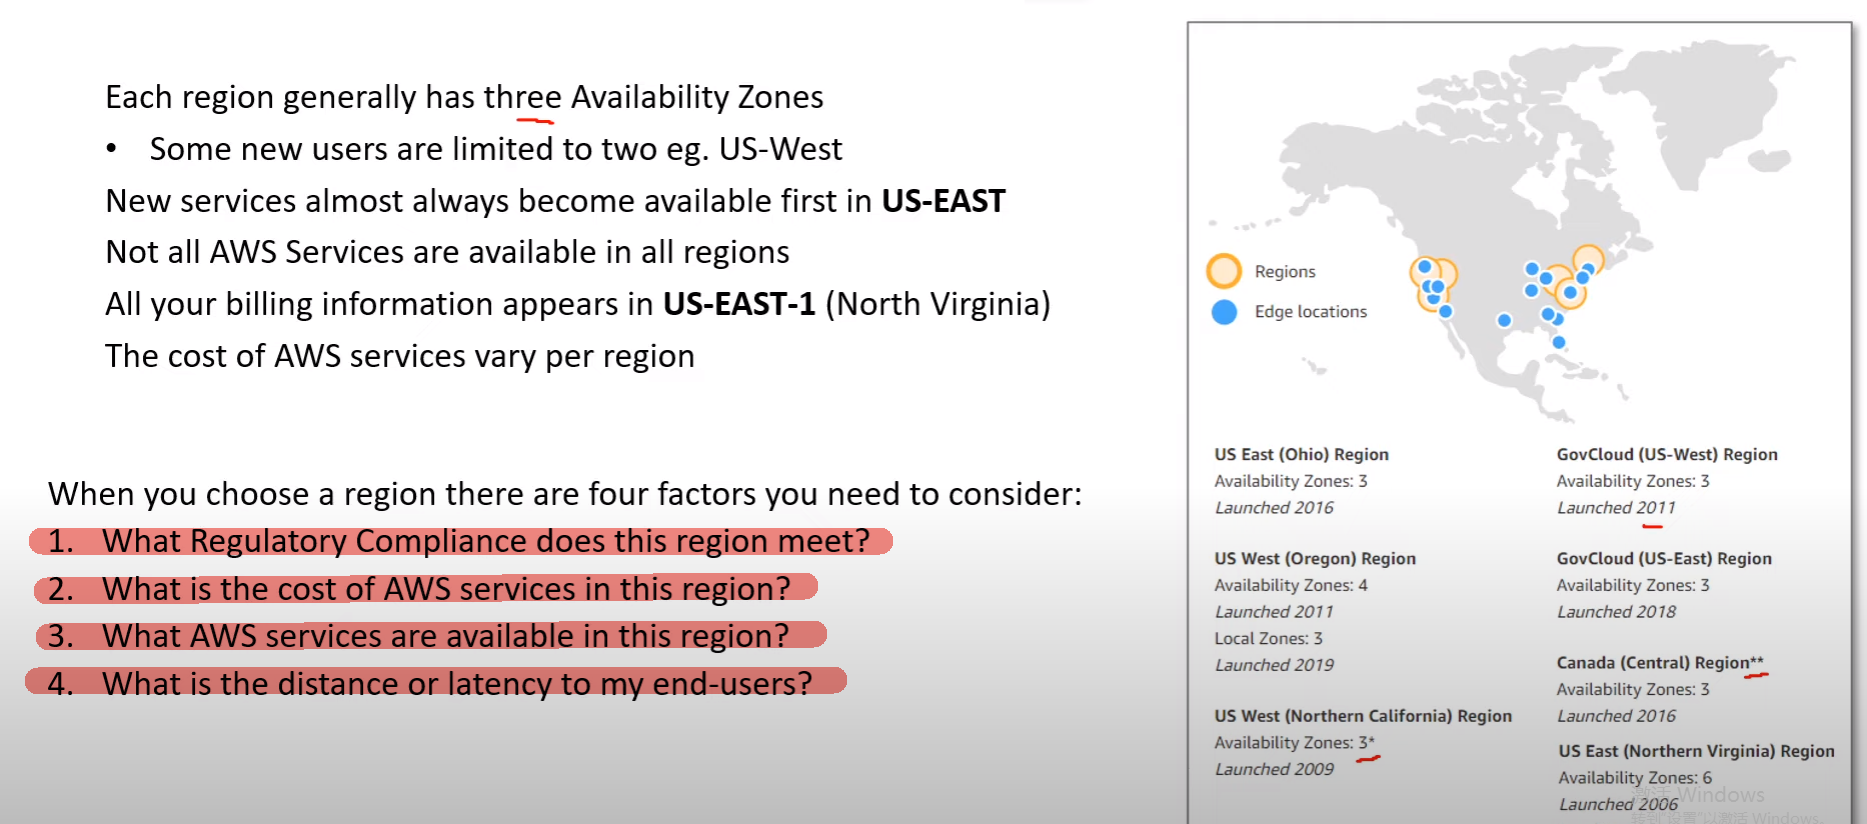 Each region generally has three Availability Zones
• Some new users are limited to two eg. US-West
New services almost always become available first in US-EAST
Not all AWS Services are available in all regions
All your billing information appears in US-EAST-1 (North Virginia)
The cost of AWS services vary per region
When you choose a region there are four factors you need to consider:
1. What Regulatory Compliance does this region meet?
2. What is the cost of AWS services in this region?
3. What AWS services are available in this region?
4. What is the distance or latency to my end-users?
Regions
Edge locations
US East (Ohio) Region
Availability Zones: 3
Launched 2016
US West (Oregon) Region
Availability Zones: 4
Launched 2011
Local Zones: 3
Launched 2019
US West (Northern California) Region
Availability Zones: 3*
Launched 2009
GovCloud (US-West) Region
Availability Zones: 3
Launched 2011
GovCloud (US-East) Region
Availability Zones: 3
Launched 2018
Canada (Central) Region**
Availability Zones: 3
Launched 2016
US East (Northern Virginia) Region
Availability Zones: 6
Launched 2006
激活 Windows
转到"设置"以激活 Windows。